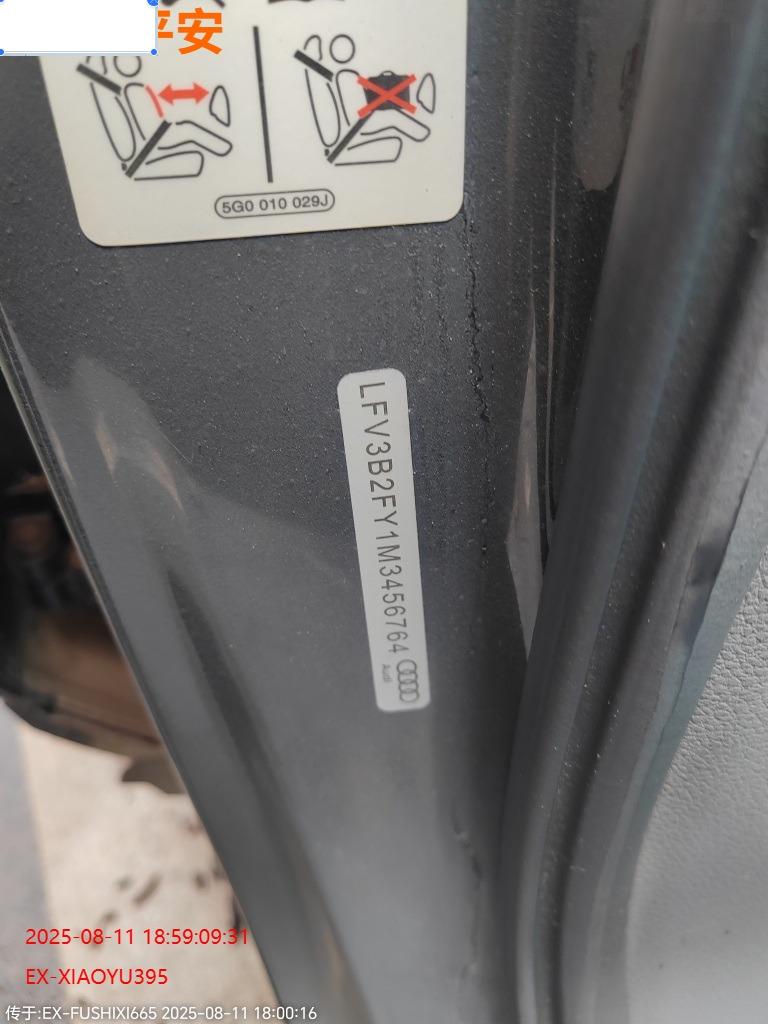 平安
5G0 010 029J
LFV3B2FY1M3456764
Audi
2025-08-11 18:59:09:31
EX-XIAOYU395
传于:EX-FUSHIXI665 2025-08-11 18:00:16